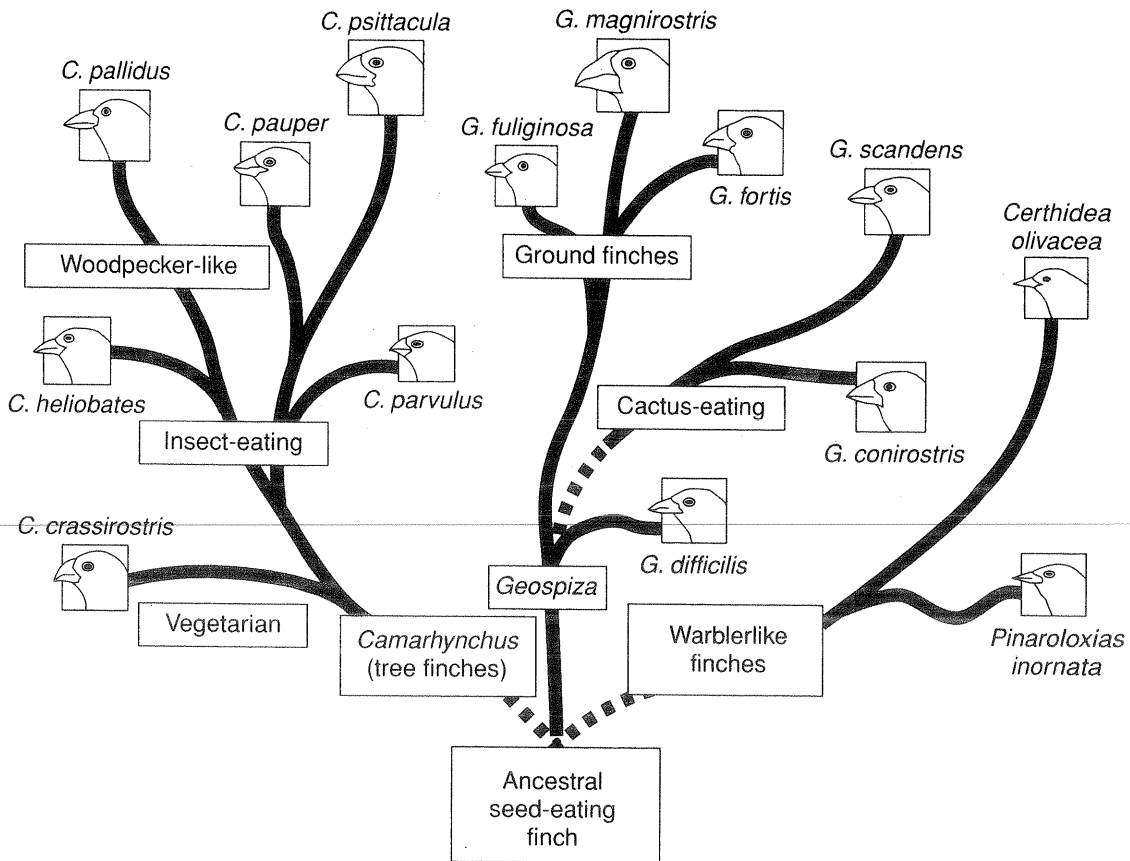 C. psittacula
G. magnirostris
C. pallidus
C. pauper
G. fuliginosa
G. scandens
G. fortis
Certhidea
olivacea
Woodpecker-like
Ground finches
C. heliobates
C. parvulus
Cactus-eating
Insect-eating
G. conirostris
C. crassirostris
G. difficilis
Geospiza
Vegetarian
Camarhynchus
(tree finches)
Warblerlike
finches
Pinaroloxias
inornata
Ancestral
seed-eating
finch